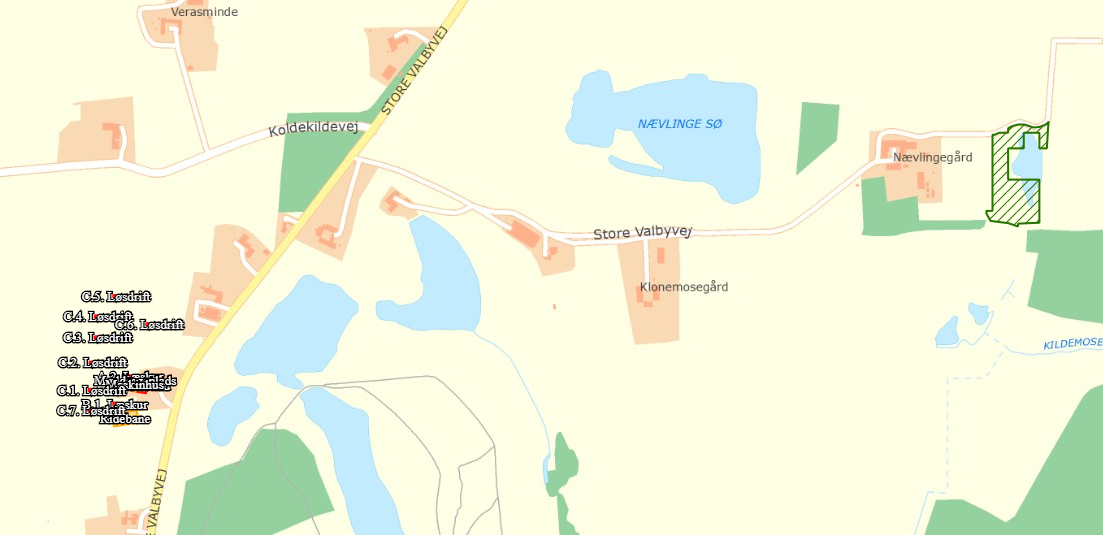 Verasminde
STORE VALBYVEJ
Koldekildevej
NÆVLINGE SØ
Nævlingegård
Store Valbyvej
Klonemosegård
C.5. Løsdrift
C.4. Løsdrift
C.6. Løsdrift
C.3. Løsdrift
C.2. Løsdrift
C.1. Løsdrift
B.1. Læskur
C.7. Løsdrift
Ridebane
KILDEMOSE
E VALBYVEJ